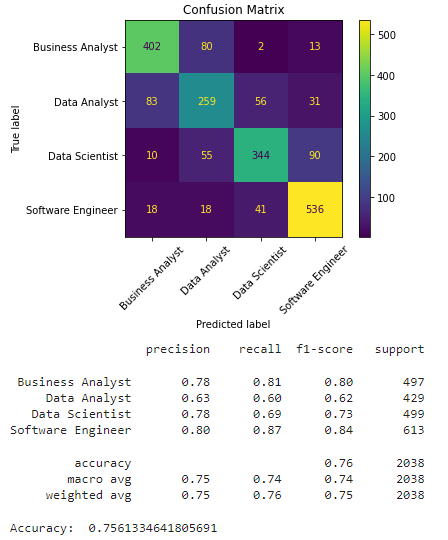 Confusion Matrix
True label
Business Analyst 402 80 2 13
Data Analyst 83 259 56 31
Data Scientist 10 55 344 90
Software Engineer 18 18 41 536
Business Analyst
Data Analyst
Data Scientist
Software Engineer
Predicted label
500
400
300
200
100
precision recall f1-score support
Business Analyst 0.78 0.81 0.80 497
Data Analyst 0.63 0.60 0.62 429
Data Scientist 0.78 0.69 0.73 499
Software Engineer 0.80 0.87 0.84 613
accuracy 0.76 2038
macro avg 0.75 0.74 0.74 2038
weighted avg 0.75 0.76 0.75 2038
Accuracy: 0.7561334641805691